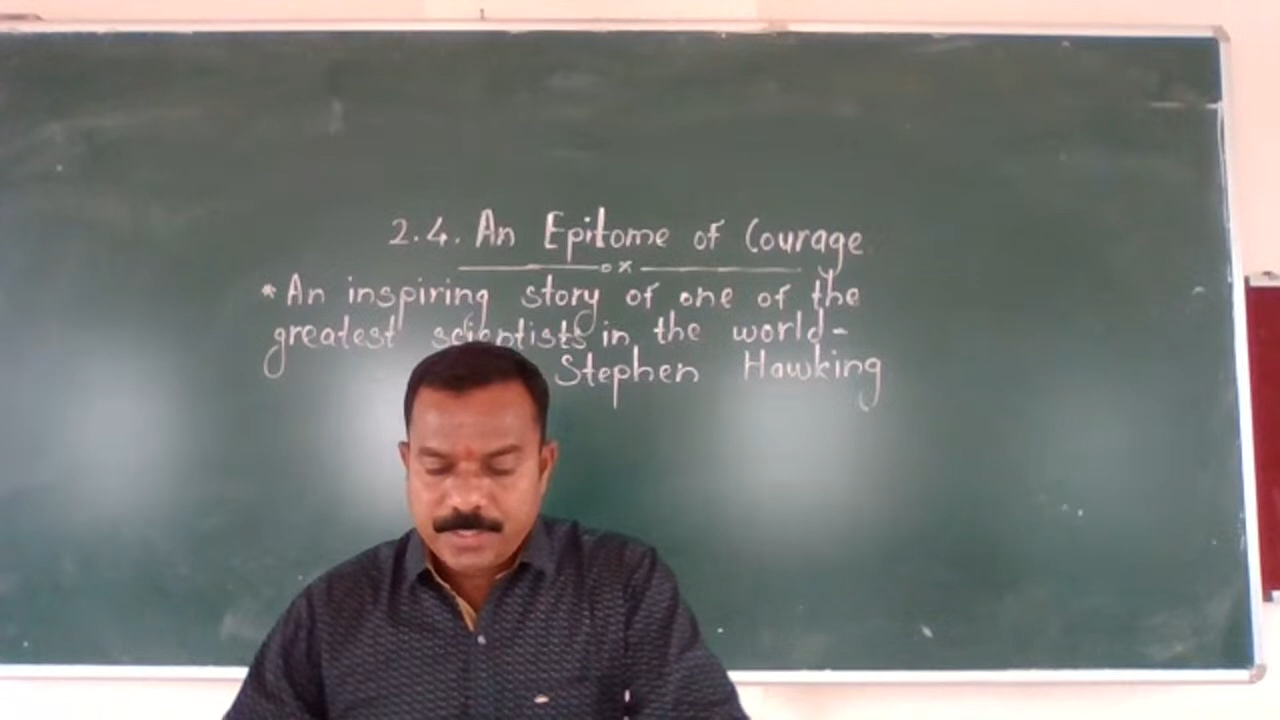 2.4. An Epitome of Courage
* An inspiring story of one of the
greatest scientists in the world-
Stephen Hawking